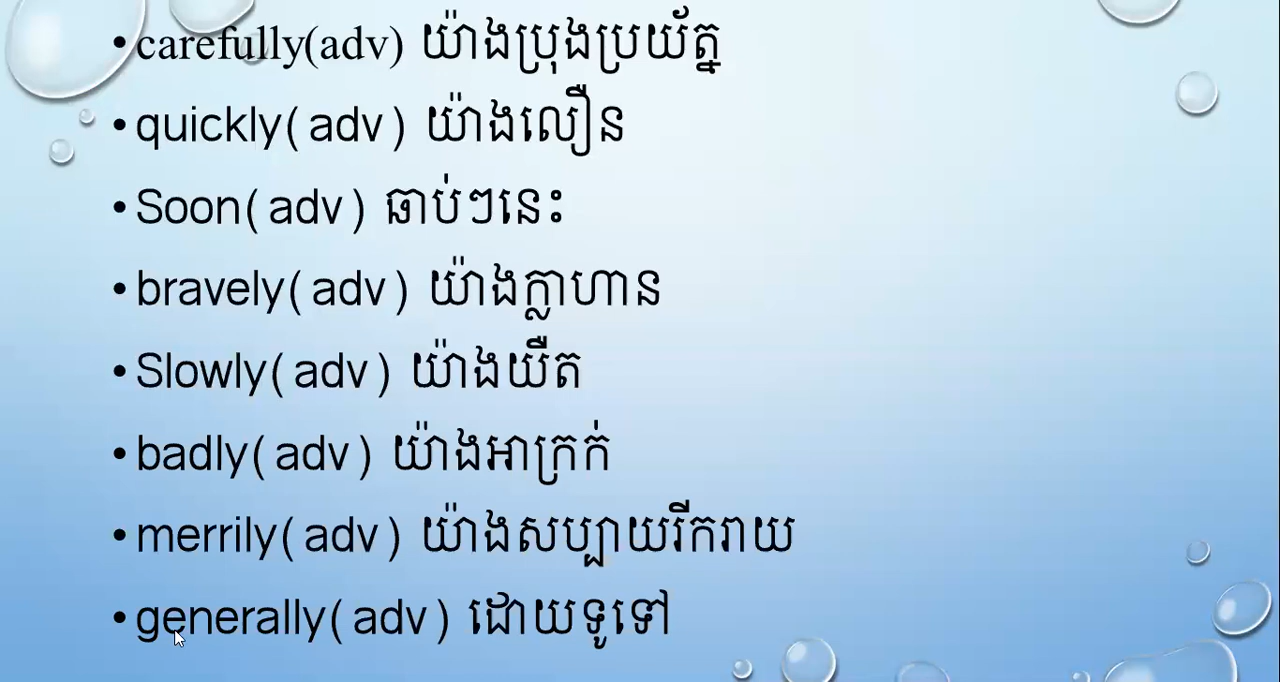 • carefully(adv) យ៉ាងប្រុងប្រយ័ត្ន
• quickly( adv ) យ៉ាងលឿន
• Soon( adv ) ឆាប់ៗនេះ
• bravely( adv ) យ៉ាងក្លាហាន
• Slowly( adv ) យ៉ាងយឺត
• badly( adv ) យ៉ាងអាក្រក់
• merrily( adv ) យ៉ាងសប្បាយរីករាយ
• generally( adv ) ដោយទូទៅ